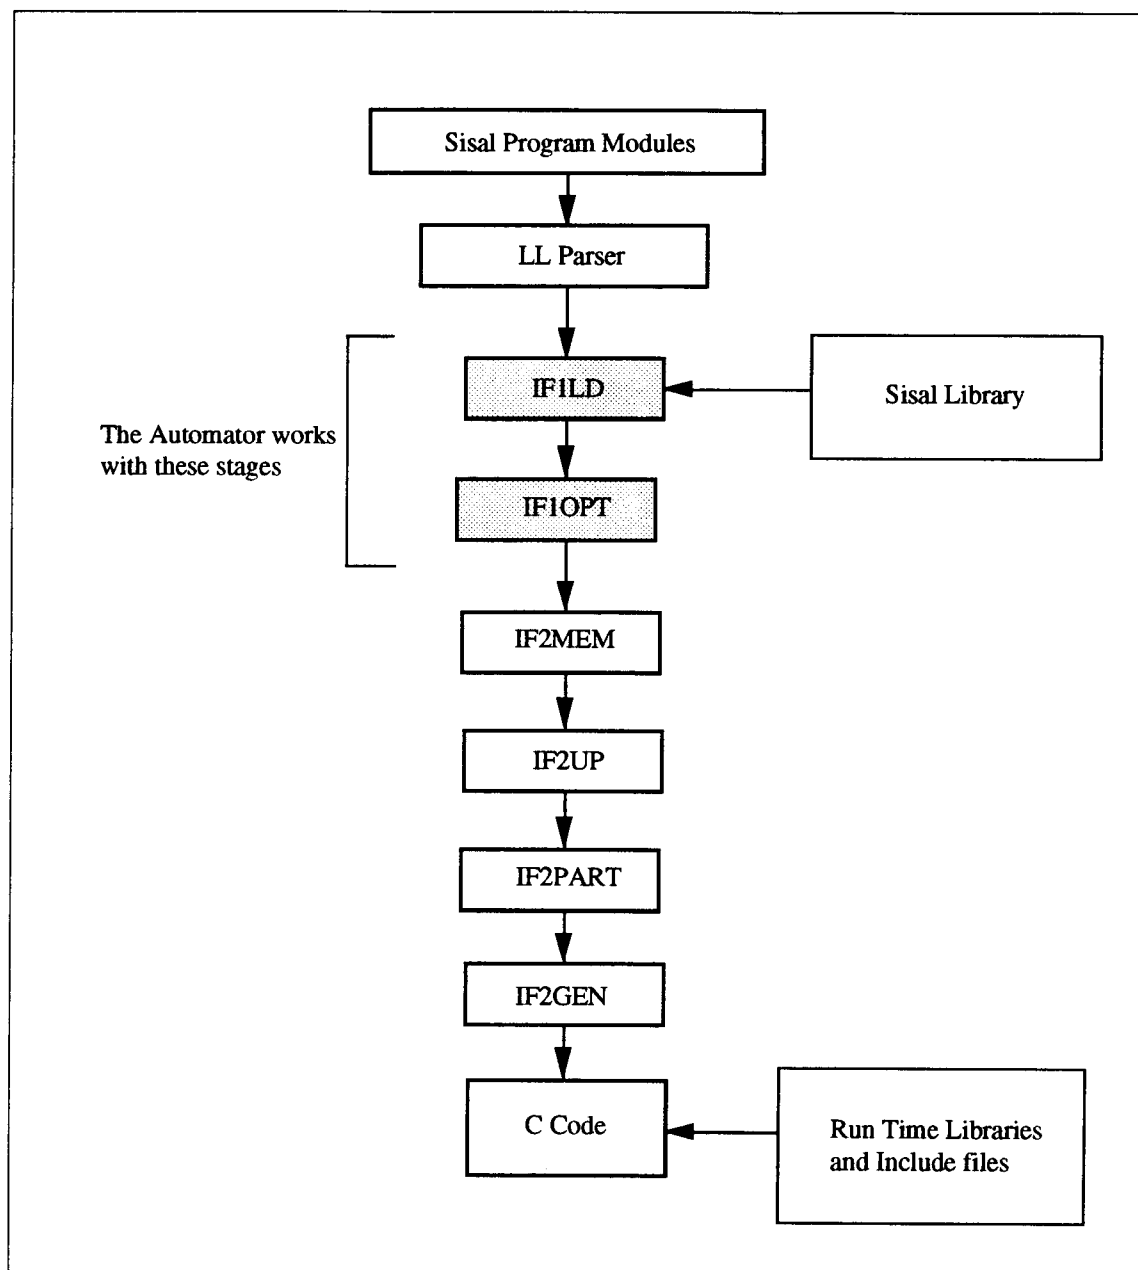 Sisal Program Modules
LL Parser
IF1LD
Sisal Library
The Automator works
with these stages
IF1OPT
IF2MEM
IF2UP
IF2PART
IF2GEN
C Code
Run Time Libraries
and Include files